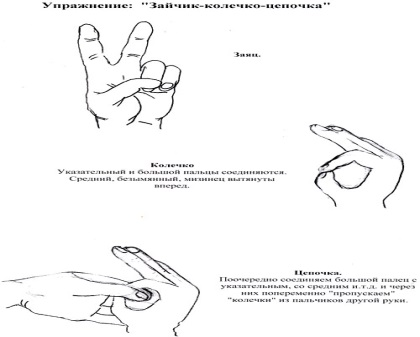 Упражнение: "Зайчик-колечко-цепочка"
Заяц.
Колечко
Указательный и большой пальцы соединяются.
Средний, безымянный, мизинец вытянуты
вперед.
Цепочка.
Поочередно соединяем большой палец с
указательным, со средним и.т.д. и через
них попеременно "пропускаем"
"колечки" из пальчиков другой руки.